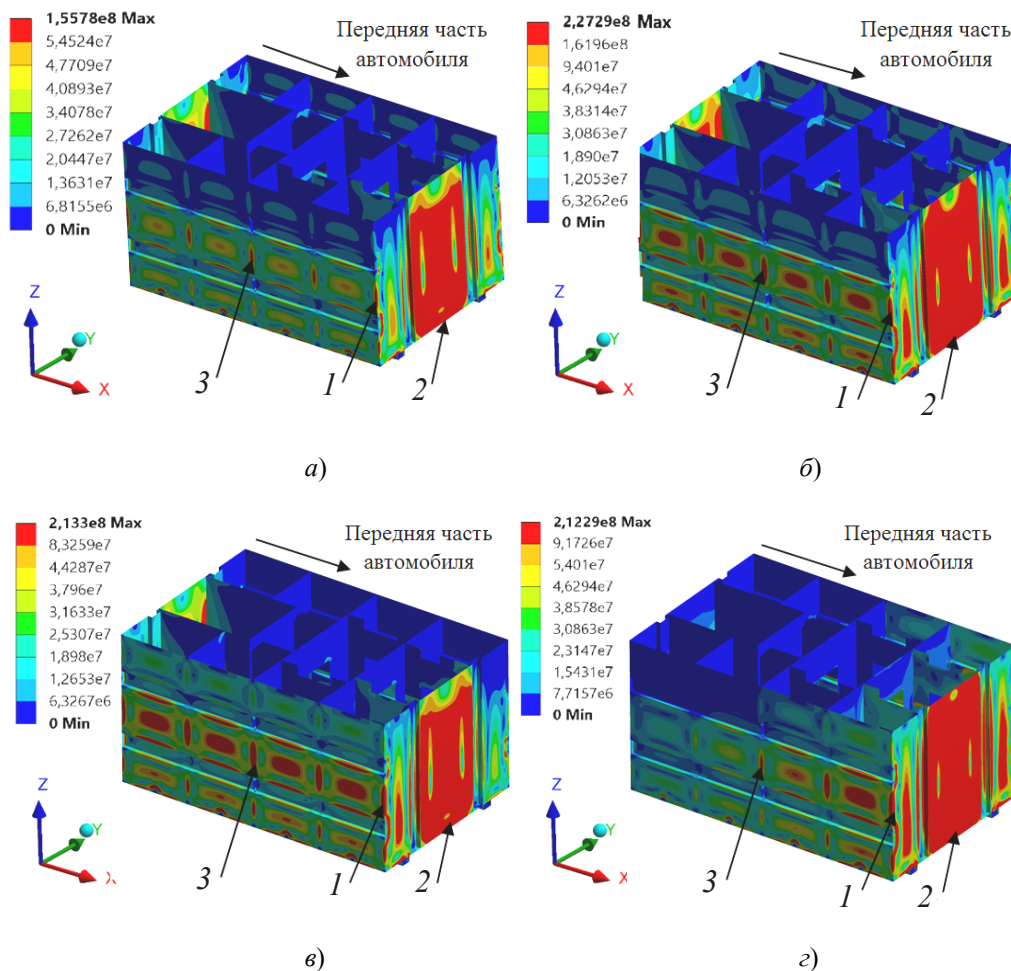 1,5578e8 Max
5,4524e7
4,7709e7
4,0893e7
3,4078e7
2,7262e7
2,0447e7
1,3631e7
6,8155e6
0 Min
Передняя часть
автомобиля
Z
Y
X
3
1
2
а)
2,2729e8 Max
1,6196e8
9,401e7
4,6294e7
3,8314e7
3,0863e7
1,890e7
1,2053e7
6,3262e6
0 Min
Передняя часть
автомобиля
Z
Y
X
3
1
2
б)
2,133e8 Max
8,3259e7
4,4287e7
3,796e7
3,1633e7
2,5307e7
1,898e7
1,2653e7
6,3267e6
0 Min
Передняя часть
автомобиля
Z
Y
X
3
1
2
в)
2,1229e8 Max
9,1726e7
5,401e7
4,6294e7
3,8578e7
3,0863e7
2,3147e7
1,5431e7
7,7157e6
0 Min
Передняя часть
автомобиля
Z
Y
X
3
1
2
г)